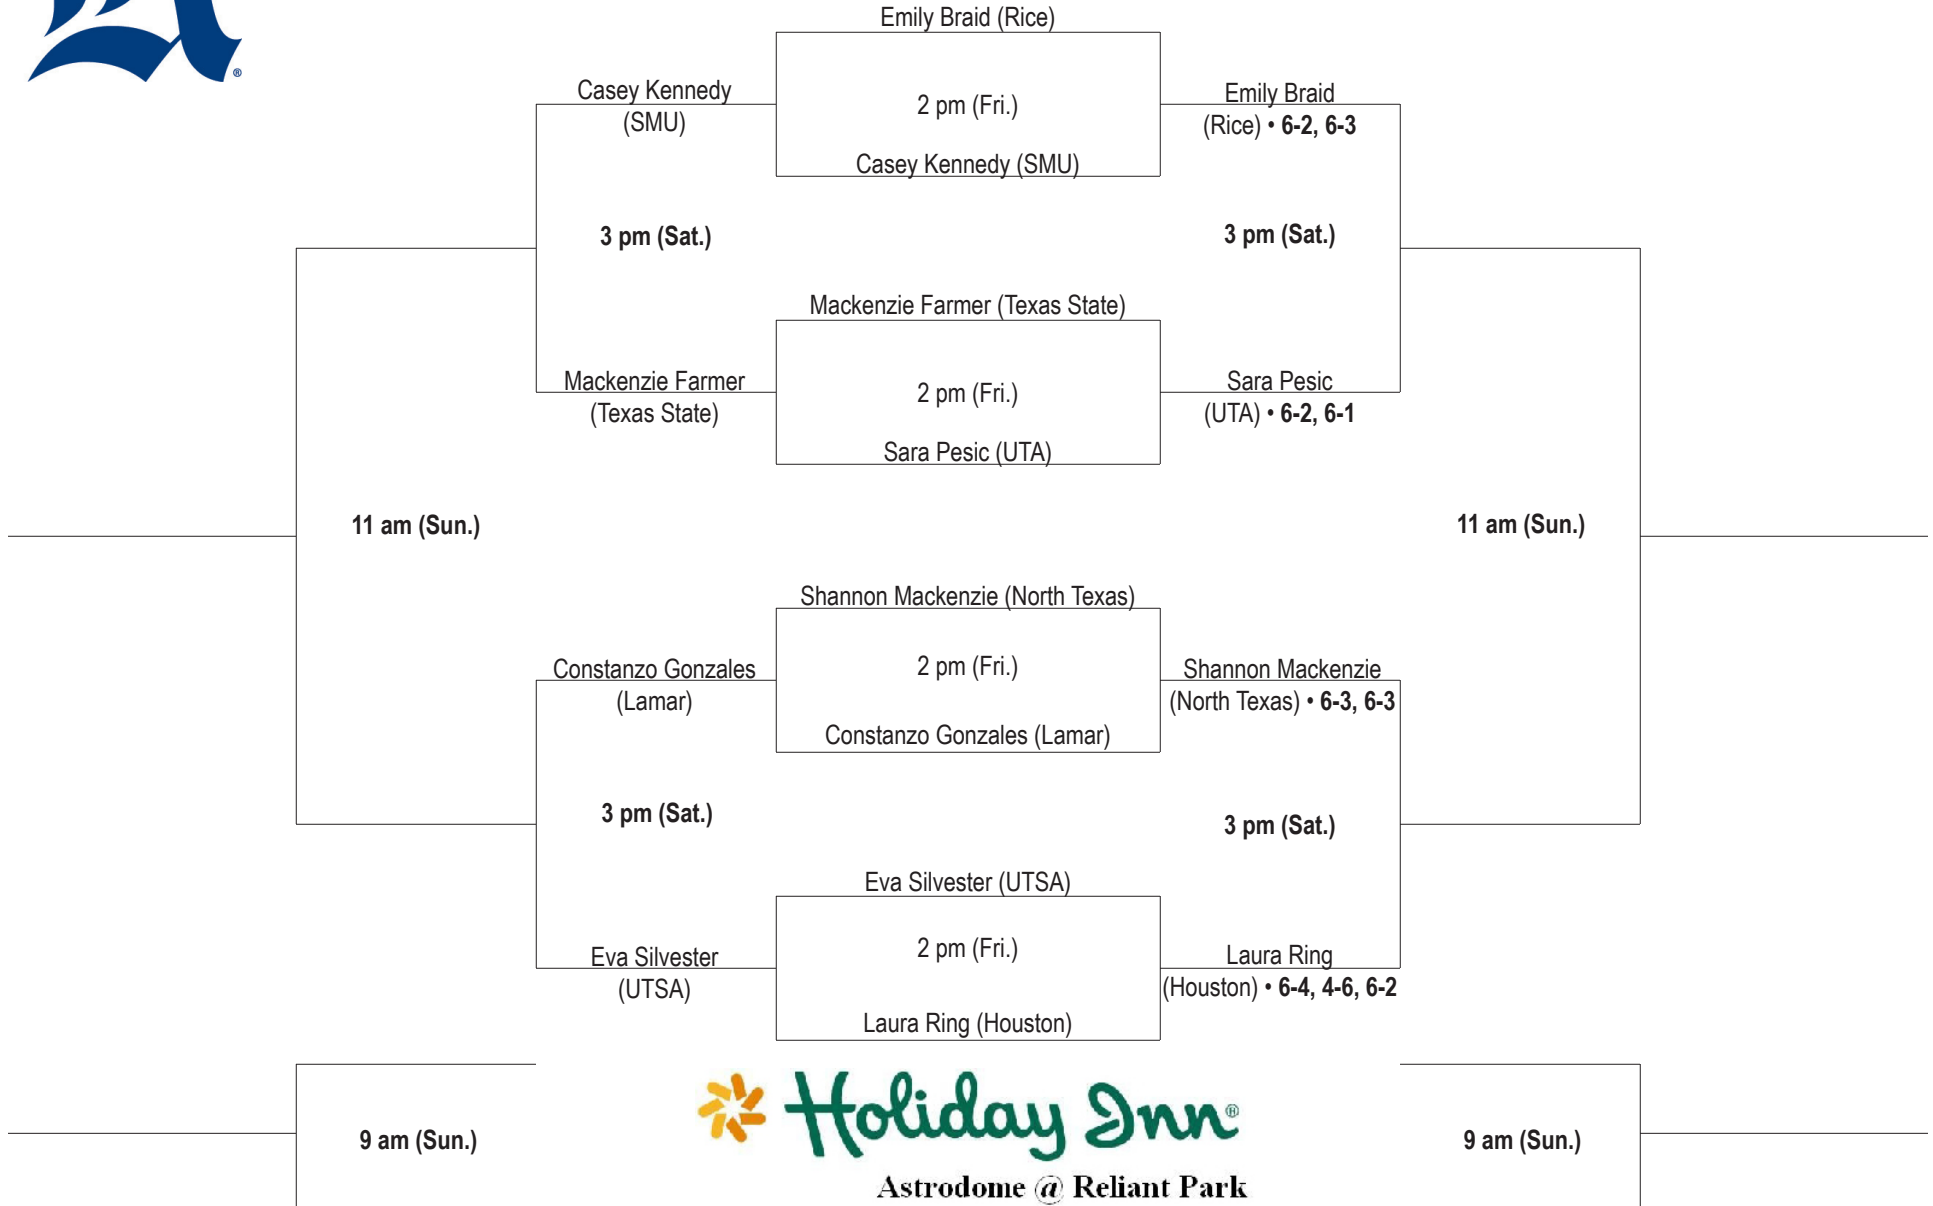 Emily Braid (Rice)
Casey Kennedy
(SMU)
2 pm (Fri.)
Emily Braid
(Rice) • 6-2, 6-3
Casey Kennedy (SMU)
3 pm (Sat.)
3 pm (Sat.)
Mackenzie Farmer (Texas State)
Mackenzie Farmer
(Texas State)
2 pm (Fri.)
Sara Pesic
(UTA) • 6-2, 6-1
Sara Pesic (UTA)
11 am (Sun.)
11 am (Sun.)
Shannon Mackenzie (North Texas)
Constanzo Gonzales
(Lamar)
2 pm (Fri.)
Shannon Mackenzie
(North Texas) • 6-3, 6-3
Constanzo Gonzales (Lamar)
3 pm (Sat.)
3 pm (Sat.)
Eva Silvester (UTSA)
Eva Silvester
(UTSA)
2 pm (Fri.)
Laura Ring
(Houston) • 6-4, 4-6, 6-2
Laura Ring (Houston)
9 am (Sun.)
Holiday Inn®
Astrodome @ Reliant Park
9 am (Sun.)